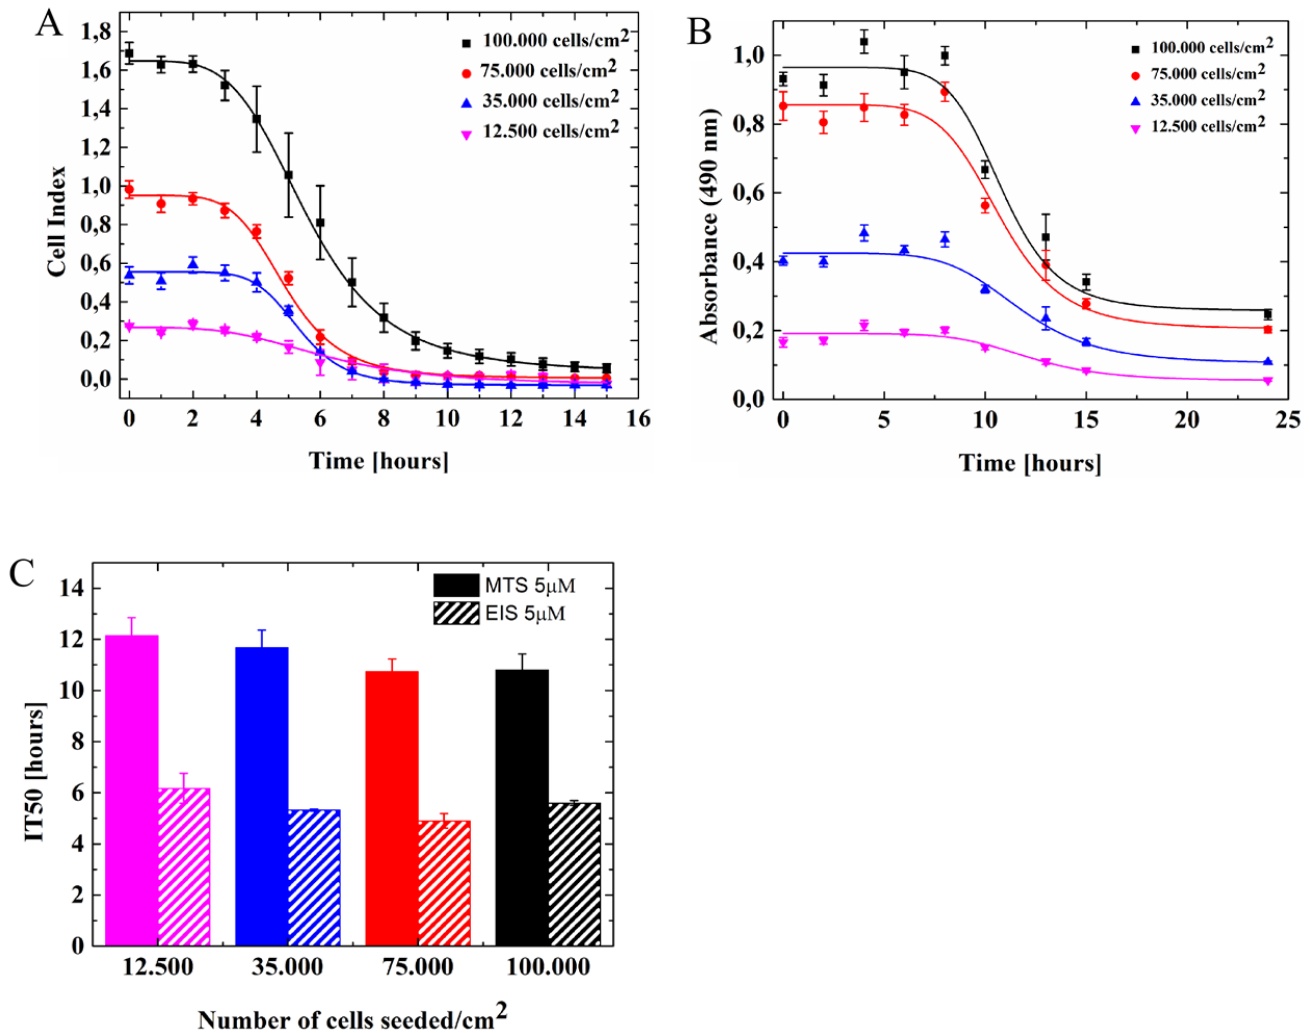 A
1,8
1,6
1,4
1,2
1,0
0,8
0,6
0,4
0,2
0,0
Cell Index
100.000 cells/cm²
75.000 cells/cm²
35.000 cells/cm²
12.500 cells/cm²
0 2 4 6 8 10 12 14 16
Time [hours]
B
1,0
0,8
0,6
0,4
0,2
0,0
Absorbance (490 nm)
100.000 cells/cm²
75.000 cells/cm²
35.000 cells/cm²
12.500 cells/cm²
0 5 10 15 20 25
Time [hours]
C
14
12
10
8
6
4
2
0
IT50 [hours]
MTS 5µM
EIS 5µM
12.500 35.000 75.000 100.000
Number of cells seeded/cm²